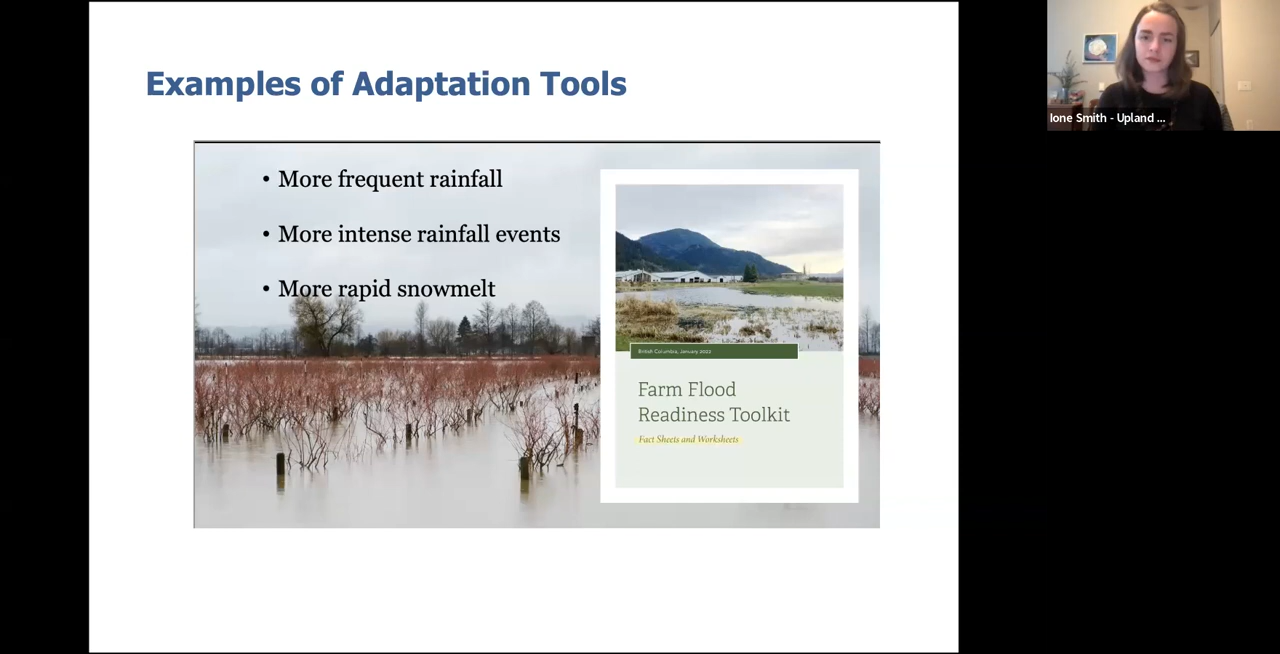 Examples of Adaptation Tools
• More frequent rainfall
• More intense rainfall events
• More rapid snowmelt
British Columbia, January 2022
Farm Flood
Readiness Toolkit
Fact Sheets and Worksheets
Ione Smith - Upland ...